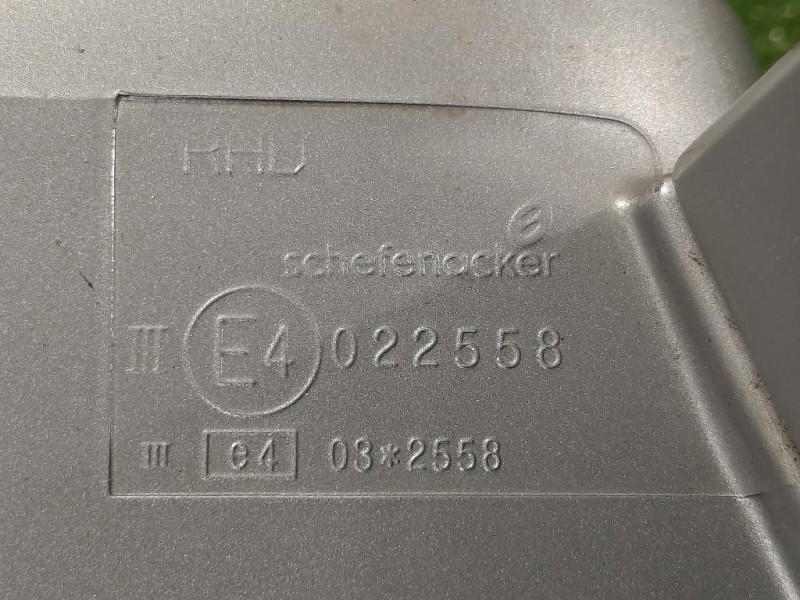 RHD
schefenacker
III E4 022558
III e4 03*2558